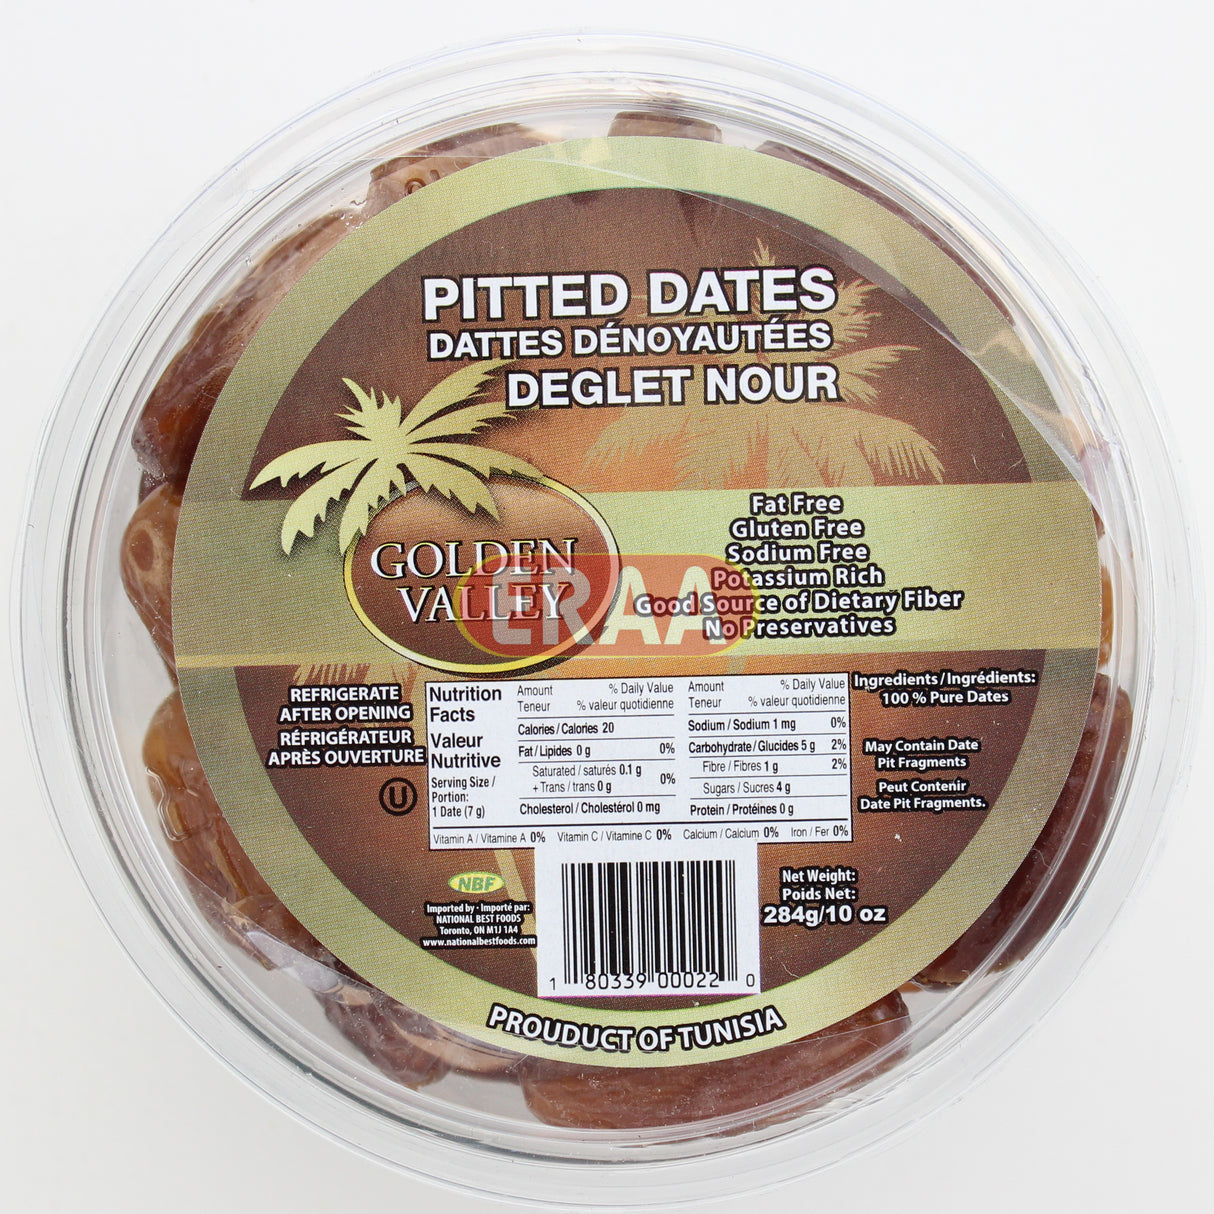 PITTED DATES
DATTES DÉNOYAUTÉES
DEGLET NOUR
GOLDEN
VALLEY
ERAA
Fat Free
Gluten Free
Sodium Free
Potassium Rich
Good Source of Dietary Fiber
No Preservatives
REFRIGERATE
AFTER OPENING
RÉFRIGÉRATEUR
APRÈS OUVERTURE
U
Nutrition
Facts
Valeur
Nutritive
Serving Size /
Portion:
1 Date (7 g)
Amount % Daily Value
Teneur % valeur quotidienne
Calories / Calories 20
Fat / Lipides 0 g 0%
Saturated / saturés 0.1 g
+ Trans / trans 0 g 0%
Cholesterol / Cholestérol 0 mg
Amount % Daily Value
Teneur % valeur quotidienne
Sodium / Sodium 1 mg 0%
Carbohydrate / Glucides 5 g 2%
Fibre / Fibres 1 g 2%
Sugars / Sucres 4 g
Protein / Protéines 0 g
Vitamin A / Vitamine A 0% Vitamin C / Vitamine C 0% Calcium / Calcium 0% Iron / Fer 0%
Ingredients / Ingrédients:
100 % Pure Dates
May Contain Date
Pit Fragments
Peut Contenir
Date Pit Fragments.
NBF
Imported by - Importé par:
NATIONAL BEST FOODS
Toronto, ON M1J 1A4
www.nationalbestfoods.com
Net Weight:
Poids Net:
284g/10 oz
1 80339 00022 0
PROUDUCT OF TUNISIA